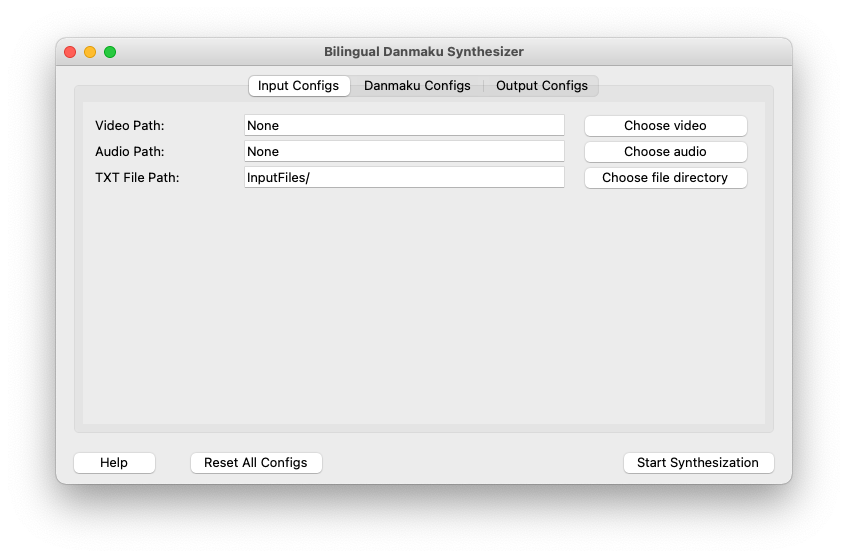 Bilingual Danmaku Synthesizer
Input Configs Danmaku Configs Output Configs
Video Path: None Choose video
Audio Path: None Choose audio
TXT File Path: InputFiles/ Choose file directory
Help Reset All Configs Start Synthesization